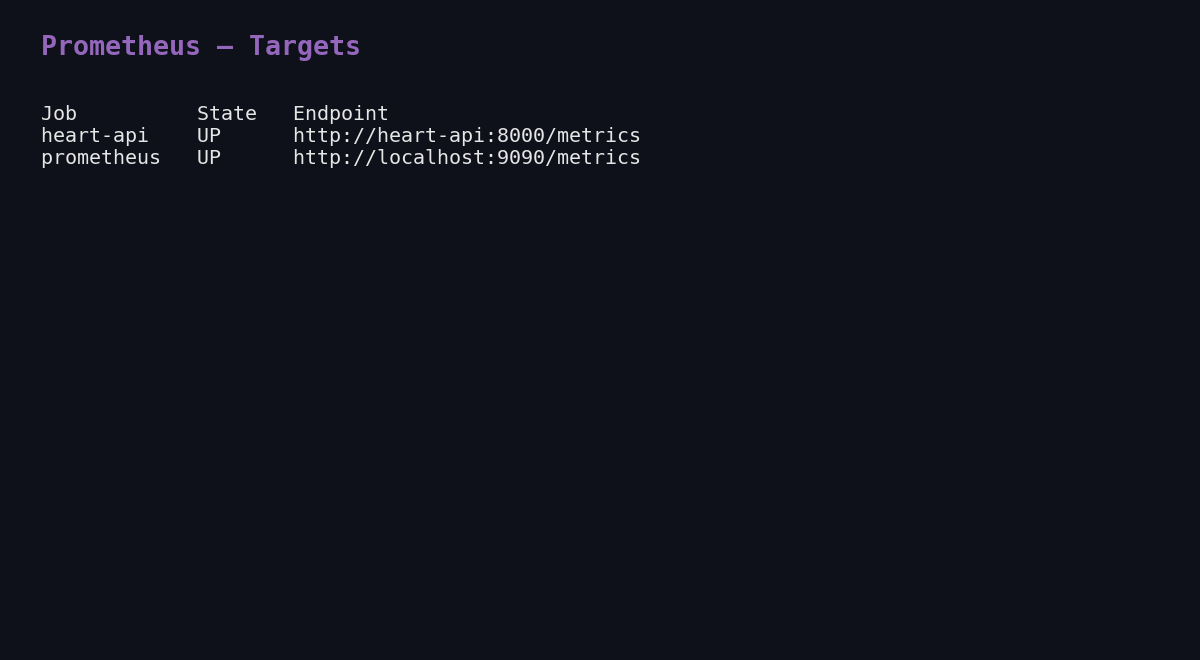 Prometheus — Targets
Job          State   Endpoint
heart-api    UP      http://heart-api:8000/metrics
prometheus   UP      http://localhost:9090/metrics